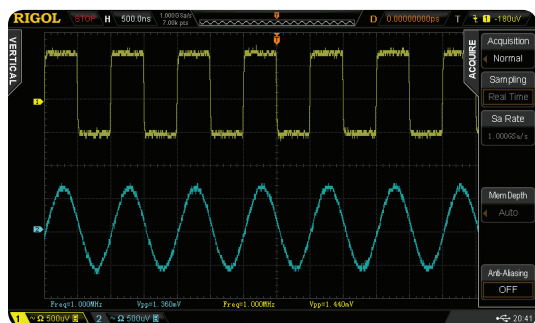 RIGOL STOP H 500.0ns 1.000GSa/s 7.00k pts D 0.00000000ps T 1 -180uV
VERTICAL
ACQUIRE
Acquisition
Normal
Sampling
Real Time
Sa Rate
1.000GSa/s
Mem Depth
Auto
Anti-Aliasing
OFF
T
1
2
Freq=1.000MHz Vpp=1.360mV Freq=1.000MHz Vpp=1.440mV
1 ~ Ω 500uV B 2 ~ Ω 500uV B 20:41